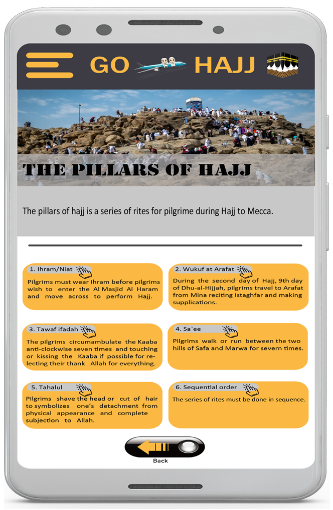 GO HAJJ
THE PILLARS OF HAJJ
The pillars of hajj is a series of rites for pilgrime during Hajj to Mecca.
1. Ihram/Niat
Pilgrims must wear Ihram before pilgrims
wish to enter the Al Masjid Al Haram
and move across to perform Hajj.
2. Wukuf at Arafat
During the second day of Hajj, 9th day
of Dhu-al-Hijjah, pilgrims travel to Arafat
from Mina reciting Istaghfar and making
supplications.
3. Tawaf Ifadah
The pilgrims circumambulate the Kaaba
anti-clockwise seven times and touching
or kissing the Kaaba if possible for re-
lecting their thank Allah for everything.
4. Sa'ee
Pilgrims walk or run between the two
hills of Safa and Marwa for severn times.
5. Tahalul
Pilgrims shave the head or cut of hair
to symbolizes one's detachment from
physical appearance and complete
subjection to Allah.
6. Sequential order
The series of rites must be done in sequence.
Back